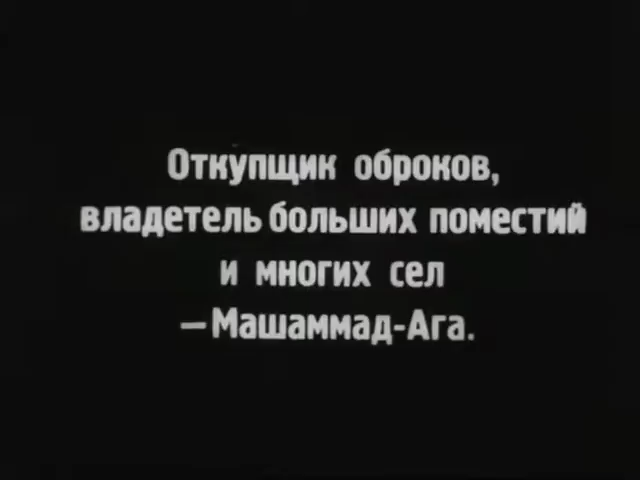 Откупщик оброков,
владетель больших поместий
и многих сел
—Машаммад-Ага.